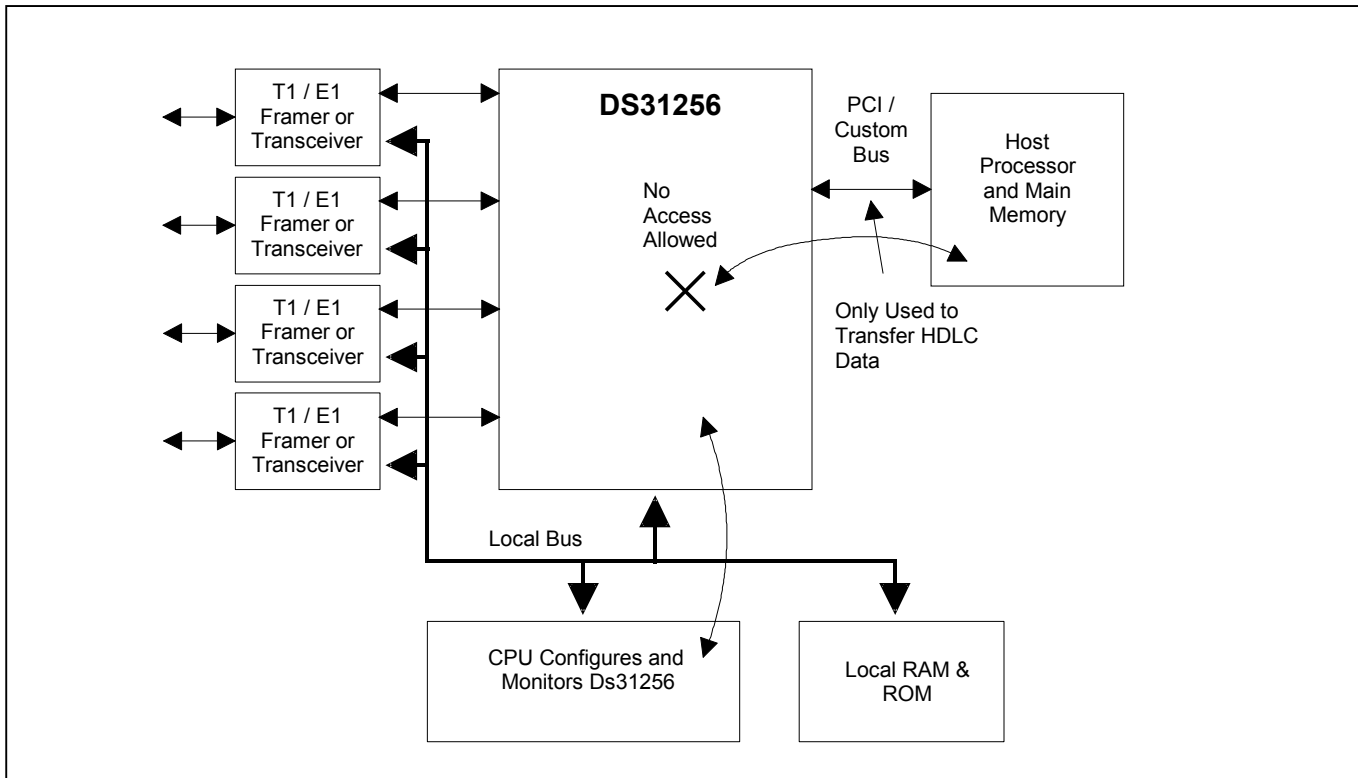 T1 / E1
Framer or
Transceiver
T1 / E1
Framer or
Transceiver
T1 / E1
Framer or
Transceiver
T1 / E1
Framer or
Transceiver
DS31256
No
Access
Allowed
PCI /
Custom
Bus
Host
Processor
and Main
Memory
Only Used to
Transfer HDLC
Data
Local Bus
CPU Configures and
Monitors Ds31256
Local RAM &
ROM